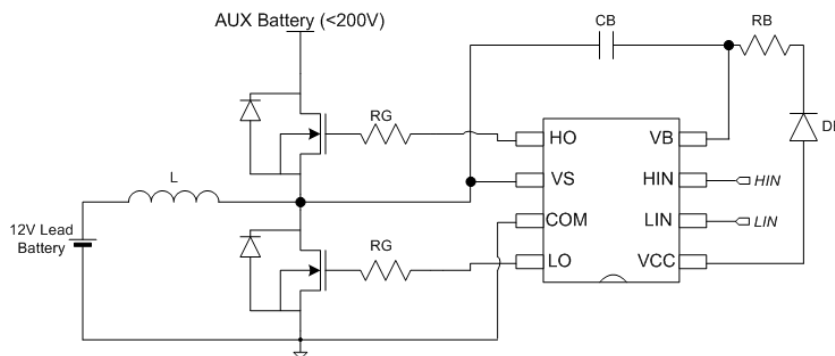 AUX Battery (<200V)
CB
RB
RG
HO
VB
L
VS
HIN
HIN
12V Lead
Battery
COM
LIN
LIN
RG
LO
VCC